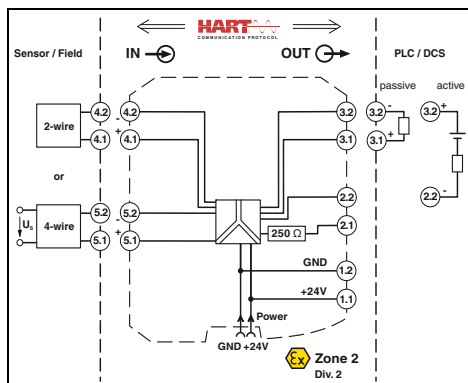 HART
COMMUNICATION PROTOCOL
Sensor / Field
IN
OUT
PLC / DCS
passive
active
4.2
4.2
3.2
3.2
-
3.2
+
2-wire
-
+
4.1
4.1
3.1
3.1
+
or
5.2
5.2
2.2
2.2
-
Us
4-wire
-
+
5.1
5.1
250 Ω
2.1
GND
1.2
+24V
1.1
Power
GND +24V
Ex
Zone 2
Div. 2